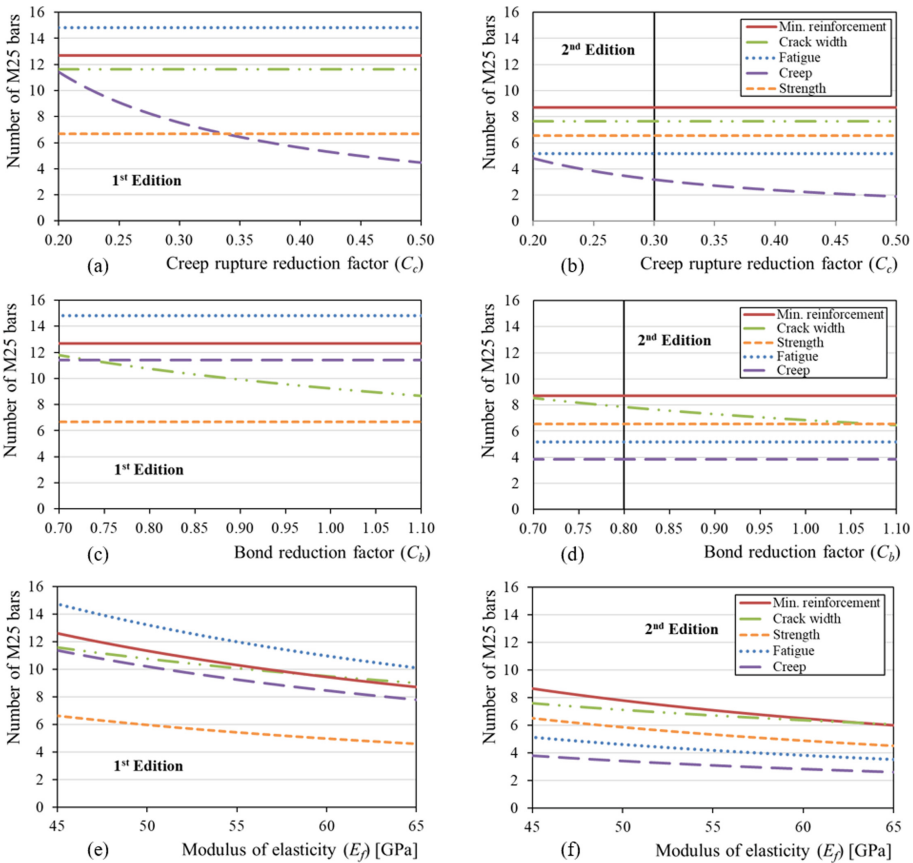 Number of M25 bars
16
14
12
10
8
6
4
2
0
1st Edition
0.20 0.25 0.30 0.35 0.40 0.45 0.50
(a) Creep rupture reduction factor (Cc)
Number of M25 bars
16
14
12
10
8
6
4
2
0
2nd Edition
Min. reinforcement
Crack width
Fatigue
Creep
Strength
0.20 0.25 0.30 0.35 0.40 0.45 0.50
(b) Creep rupture reduction factor (Cc)
Number of M25 bars
16
14
12
10
8
6
4
2
0
1st Edition
0.70 0.75 0.80 0.85 0.90 0.95 1.00 1.05 1.10
(c) Bond reduction factor (Cb)
Number of M25 bars
16
14
12
10
8
6
4
2
0
2nd Edition
Min. reinforcement
Crack width
Strength
Fatigue
Creep
0.70 0.75 0.80 0.85 0.90 0.95 1.00 1.05 1.10
(d) Bond reduction factor (Cb)
Number of M25 bars
16
14
12
10
8
6
4
2
0
1st Edition
45 50 55 60 65
(e) Modulus of elasticity (Ef) [GPa]
Number of M25 bars
16
14
12
10
8
6
4
2
0
2nd Edition
Min. reinforcement
Crack width
Strength
Fatigue
Creep
45 50 55 60 65
(f) Modulus of elasticity (Ef) [GPa]